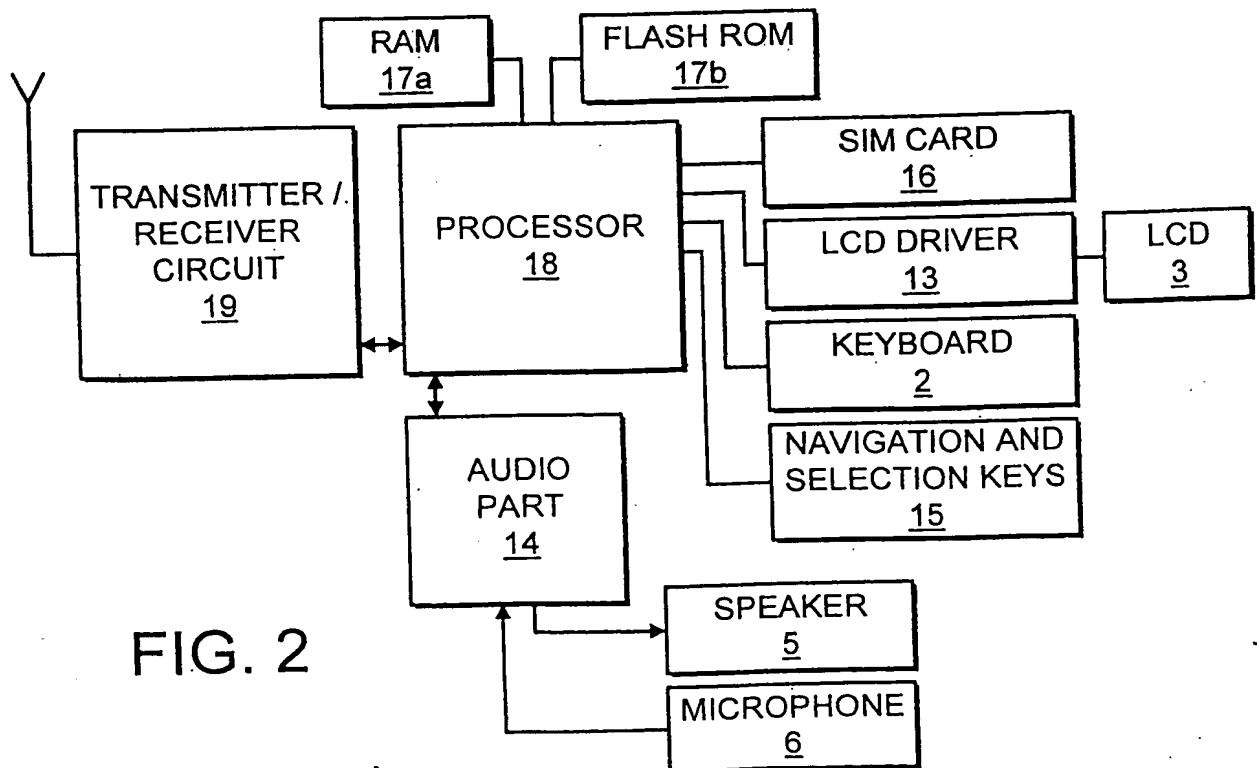 RAM
17a
FLASH ROM
17b
TRANSMITTER /
RECEIVER
CIRCUIT
19
PROCESSOR
18
SIM CARD
16
LCD DRIVER
13
LCD
3
KEYBOARD
2
NAVIGATION AND
SELECTION KEYS
15
AUDIO
PART
14
SPEAKER
5
MICROPHONE
6
FIG. 2